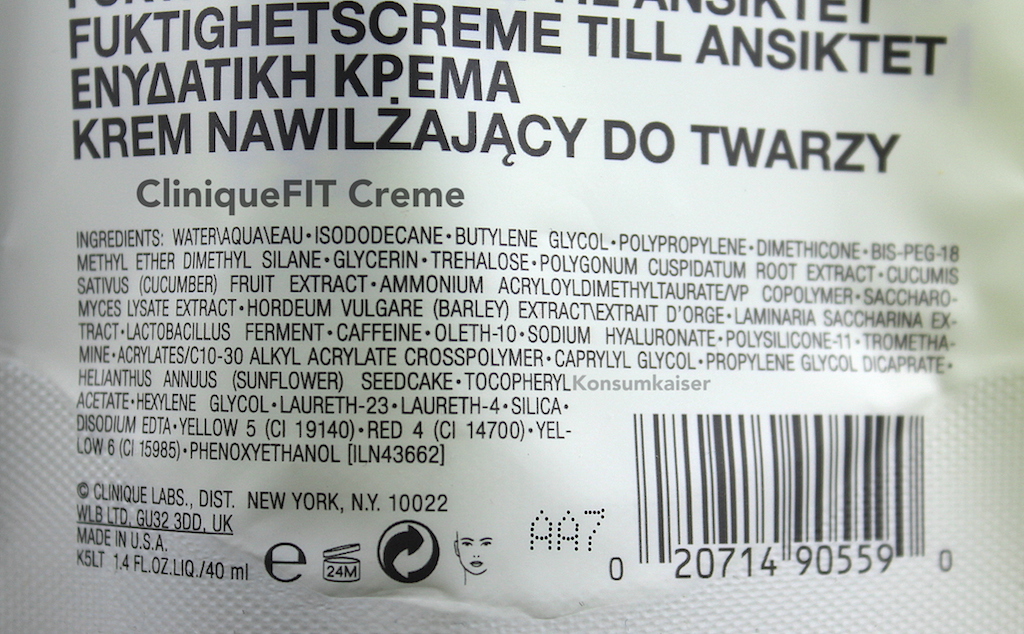 TILL ANSIKTET
FUKTIGHETSCREME TILL ANSIKTET
ΕΝΥΔΑΤΙΚΗ ΚΡΕΜΑ
KREM NAWILŻAJĄCY DO TWARZY
CliniqueFIT Creme
INGREDIENTS: WATER\AQUA\EAU•ISODODECANE•BUTYLENE GLYCOL•POLYPROPYLENE•DIMETHICONE•BIS-PEG-18
METHYL ETHER DIMETHYL SILANE•GLYCERIN•TREHALOSE•POLYGONUM CUSPIDATUM ROOT EXTRACT•CUCUMIS
SATIVUS (CUCUMBER) FRUIT EXTRACT•AMMONIUM ACRYLOYLDIMETHYLTAURATE/VP COPOLYMER•SACCHARO-
MYCES LYSATE EXTRACT•HORDEUM VULGARE (BARLEY) EXTRACT\EXTRAIT D'ORGE•LAMINARIA SACCHARINA EX-
TRACT•LACTOBACILLUS FERMENT•CAFFEINE•OLETH-10•SODIUM HYALURONATE•POLYSILICONE-11•TROMETHA-
MINE•ACRYLATES/C10-30 ALKYL ACRYLATE CROSSPOLYMER•CAPRYLYL GLYCOL•PROPYLENE GLYCOL DICAPRATE•
HELIANTHUS ANNUUS (SUNFLOWER) SEEDCAKE•TOCOPHERYL Konsumkaiser
ACETATE•HEXYLENE GLYCOL•LAURETH-23•LAURETH-4•SILICA•
DISODIUM EDTA•YELLOW 5 (CI 19140)•RED 4 (CI 14700)•YEL-
LOW 6 (CI 15985)•PHENOXYETHANOL [ILN43662]
© CLINIQUE LABS., DIST. NEW YORK, N.Y. 10022
WLB LTD. GU32 3DD, UK
MADE IN U.S.A.
K5LT 1.4 FL.OZ.LIQ./40 ml
e
24M
AA7
0 20714 90559 0